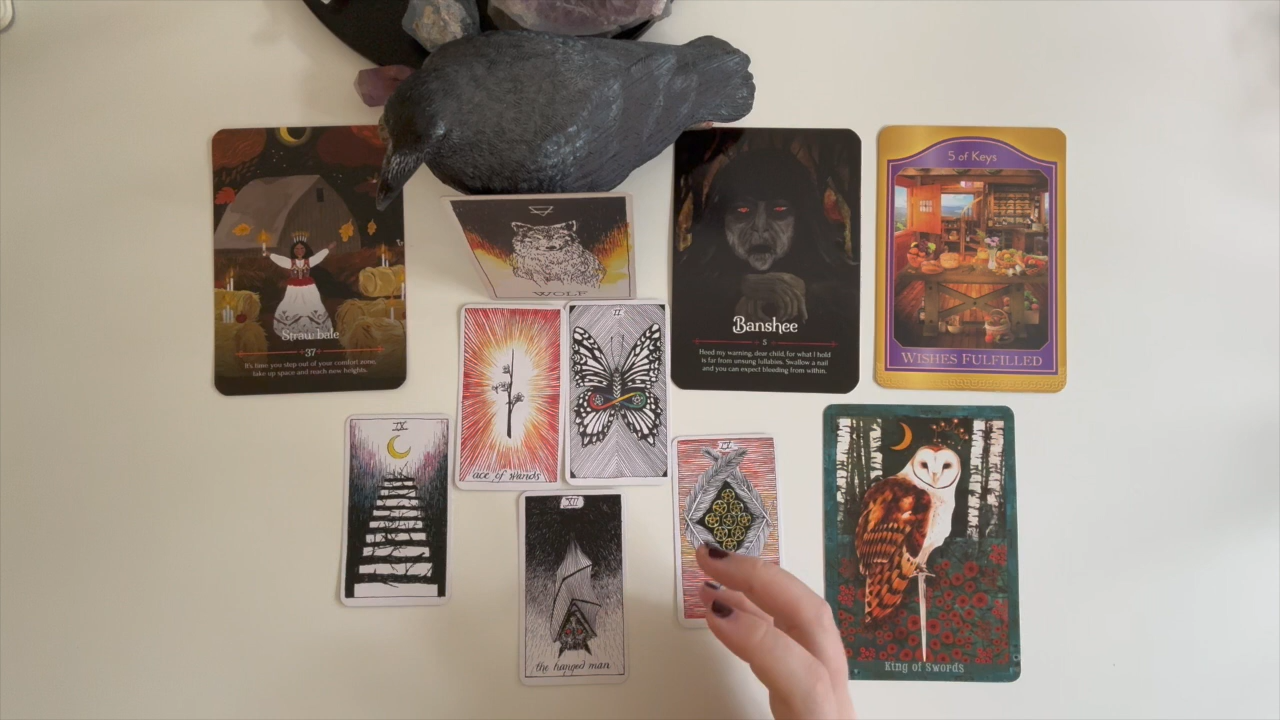 Straw bale
37
It's time you step out of your comfort zone,
take up space and reach new heights.
WOLF
Banshee
5
Heed my warning, dear child, for what I hold
is far from unsung lullabies. Swallow a nail
and you can expect bleeding from within.
5 of Keys
WISHES FULFILLED
ace of wands
II
IX
XII
the hanged man
King of Swords